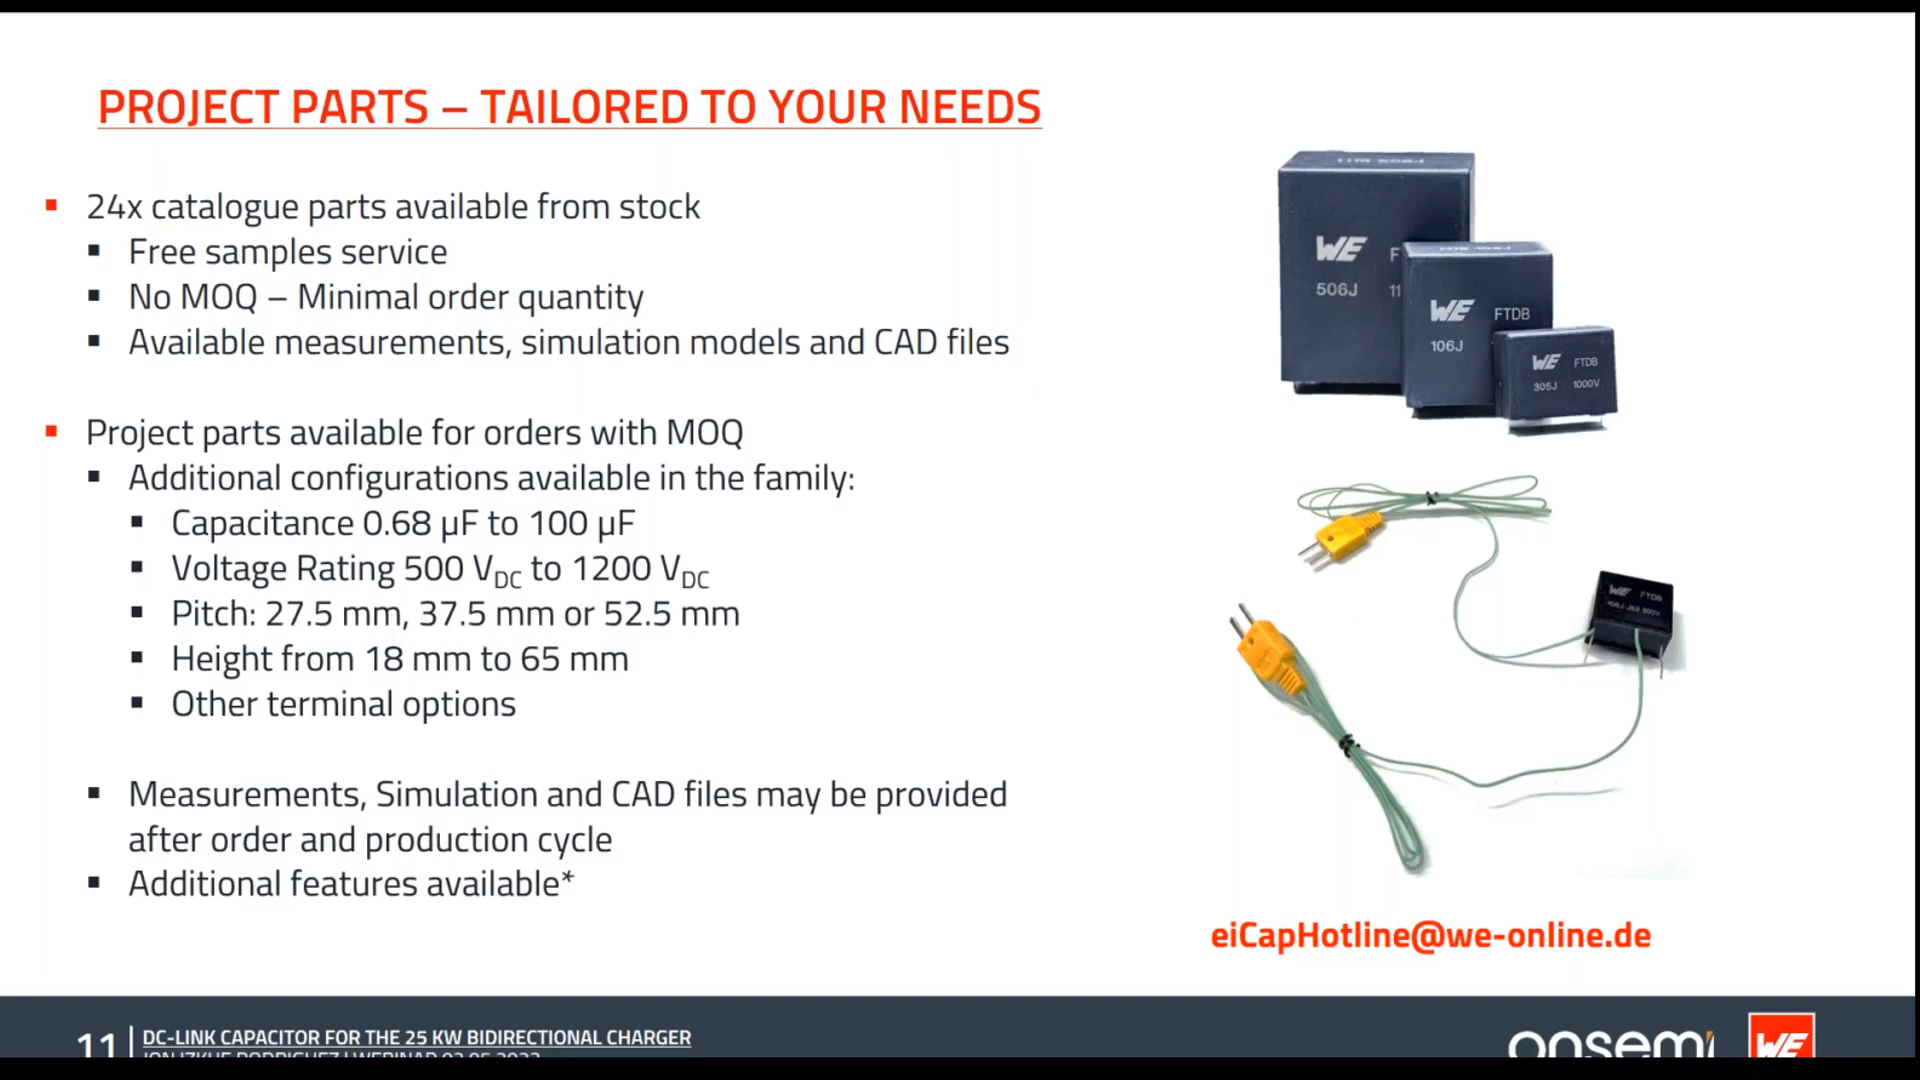 PROJECT PARTS – TAILORED TO YOUR NEEDS
24x catalogue parts available from stock
Free samples service
No MOQ – Minimal order quantity
Available measurements, simulation models and CAD files
Project parts available for orders with MOQ
Additional configurations available in the family:
Capacitance 0.68 µF to 100 µF
Voltage Rating 500 VDC to 1200 VDC
Pitch: 27.5 mm, 37.5 mm or 52.5 mm
Height from 18 mm to 65 mm
Other terminal options
Measurements, Simulation and CAD files may be provided
after order and production cycle
Additional features available*
WE F
506J 11
WE FTDB
106J
WE FTDB
305J 1000V
WE FTDB
eiCapHotline@we-online.de
11
DC-LINK CAPACITOR FOR THE 25 KW BIDIRECTIONAL CHARGER
onsemi
WE